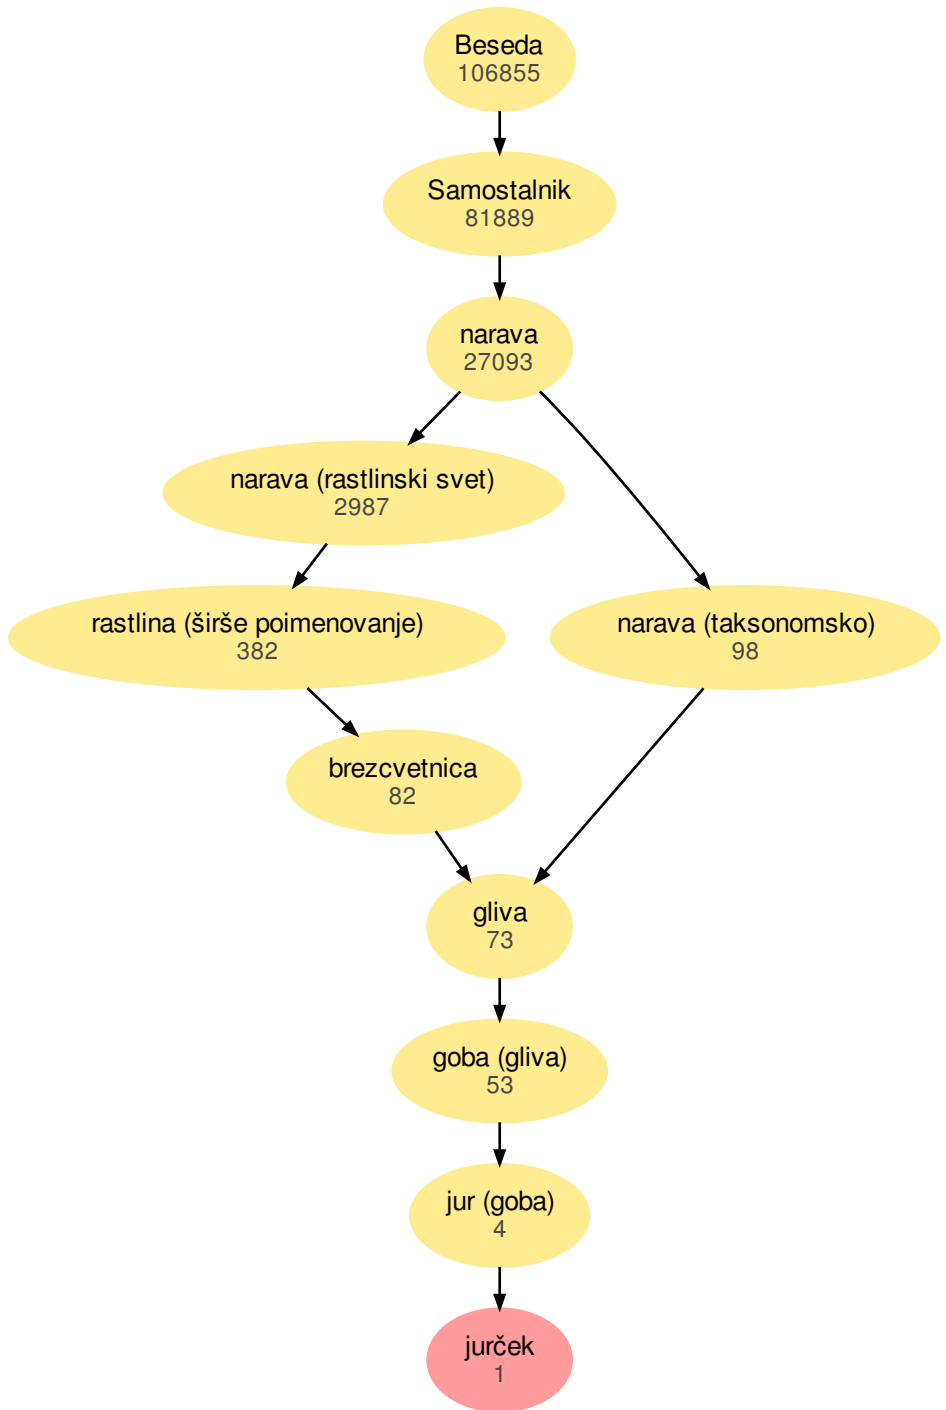 Beseda
106855
Samostalnik
81889
narava
27093
narava (rastlinski svet)
2987
rastlina (širše poimenovanje)
382
narava (taksonomsko)
98
brezcvetnica
82
gliva
73
goba (gliva)
53
jur (goba)
4
jurček
1